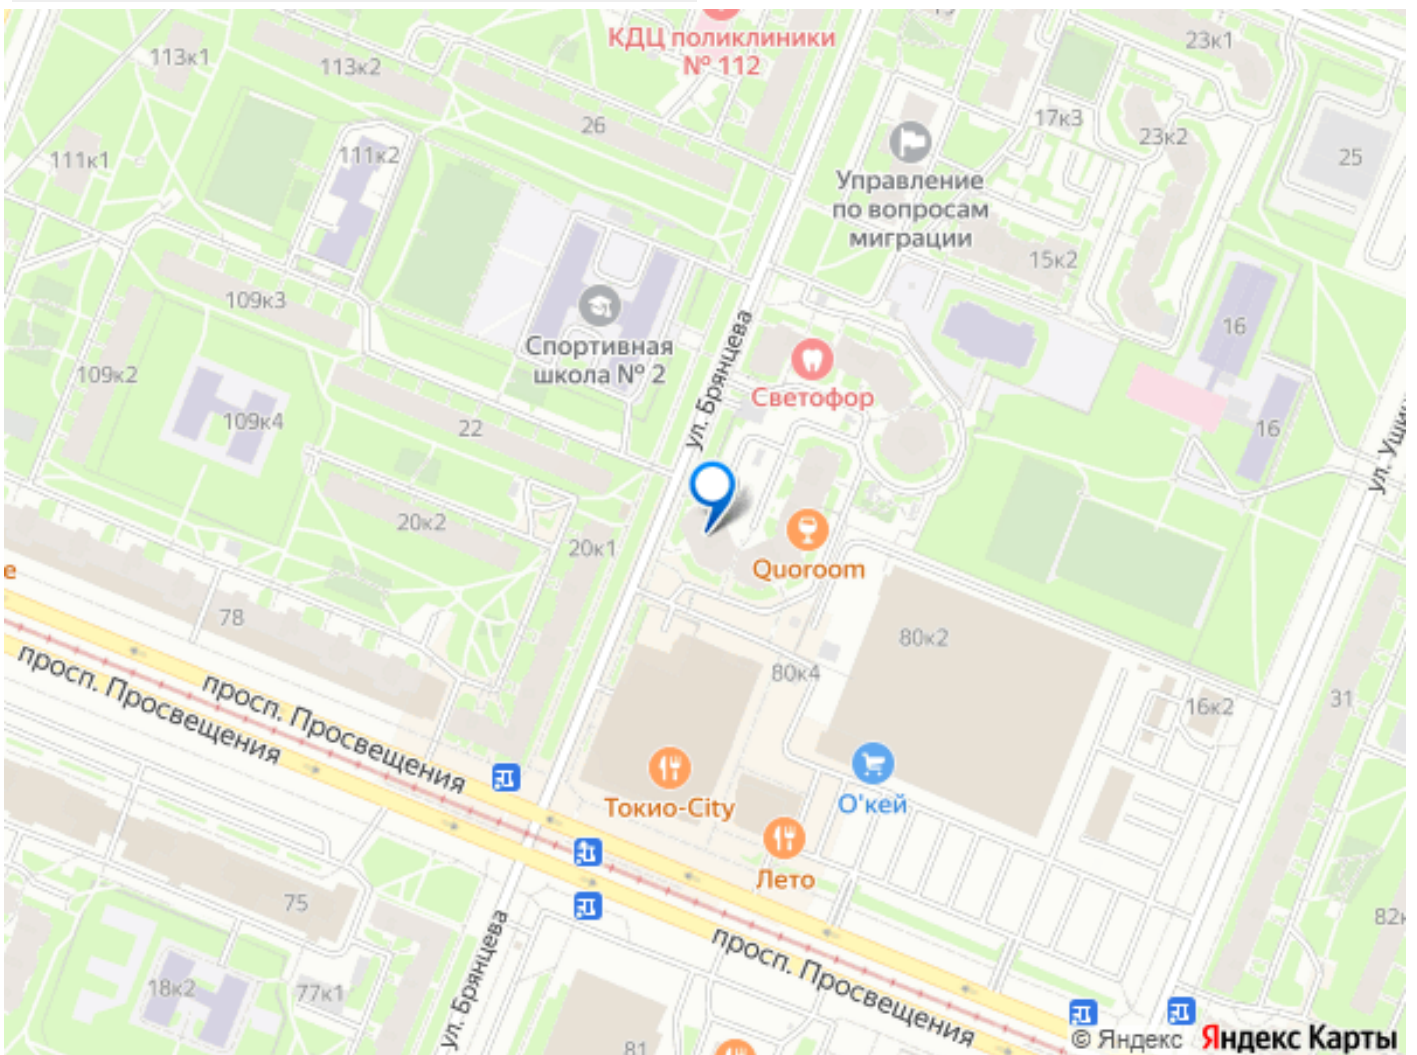 КДЦ поликлиники
№ 112
23к1
113к1
113к2
26
17к3
23к2
25
111к1
111к2
Управление
по вопросам
миграции
15к2
109к3
Спортивная
школа № 2
ул. Брянцева
16
Светофор
109к2
109к4
22
16
20к2
20к1
Quoroom
е
78
80к2
80к4
16к2
31
просп. Просвещения
просп. Просвещения
Токио-City
О'кей
Лето
75
82к
ул. Брянцева
просп. Просвещения
18к2
77к1
81
© Яндекс Яндекс Карты